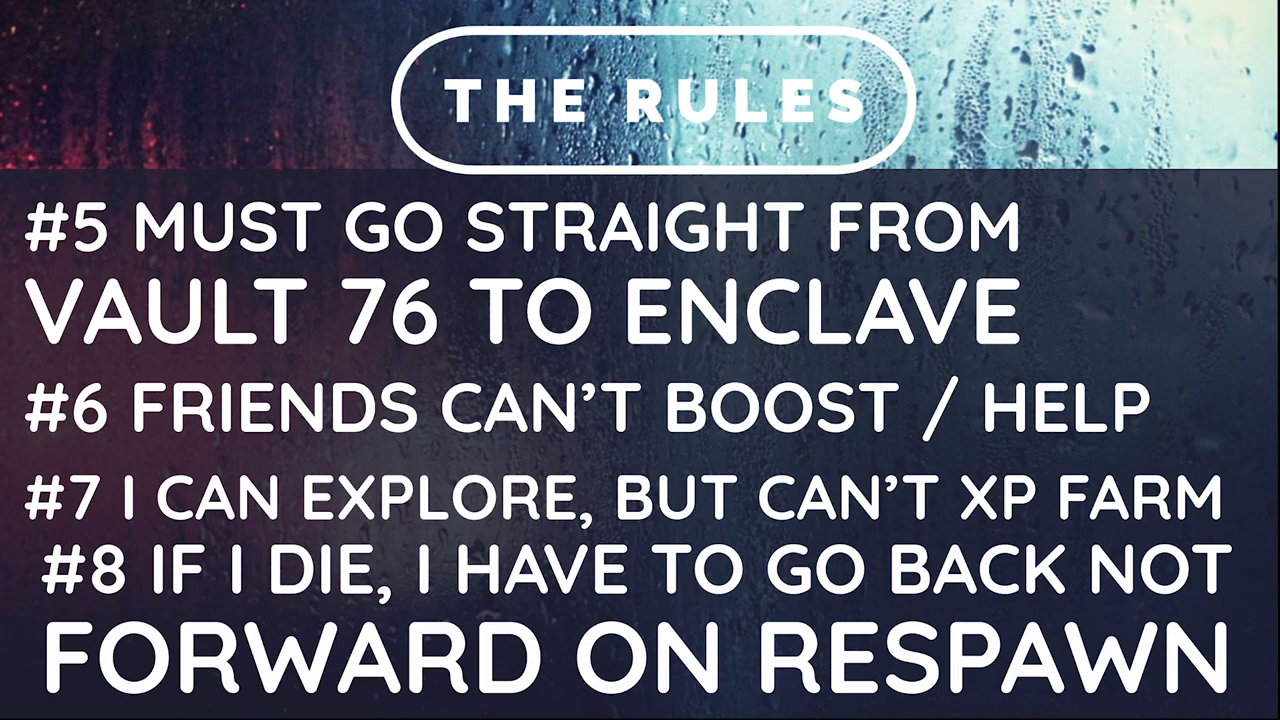 THE RULES
#5 MUST GO STRAIGHT FROM
VAULT 76 TO ENCLAVE
#6 FRIENDS CAN'T BOOST / HELP
#7 I CAN EXPLORE, BUT CAN'T XP FARM
#8 IF I DIE, I HAVE TO GO BACK NOT
FORWARD ON RESPAWN